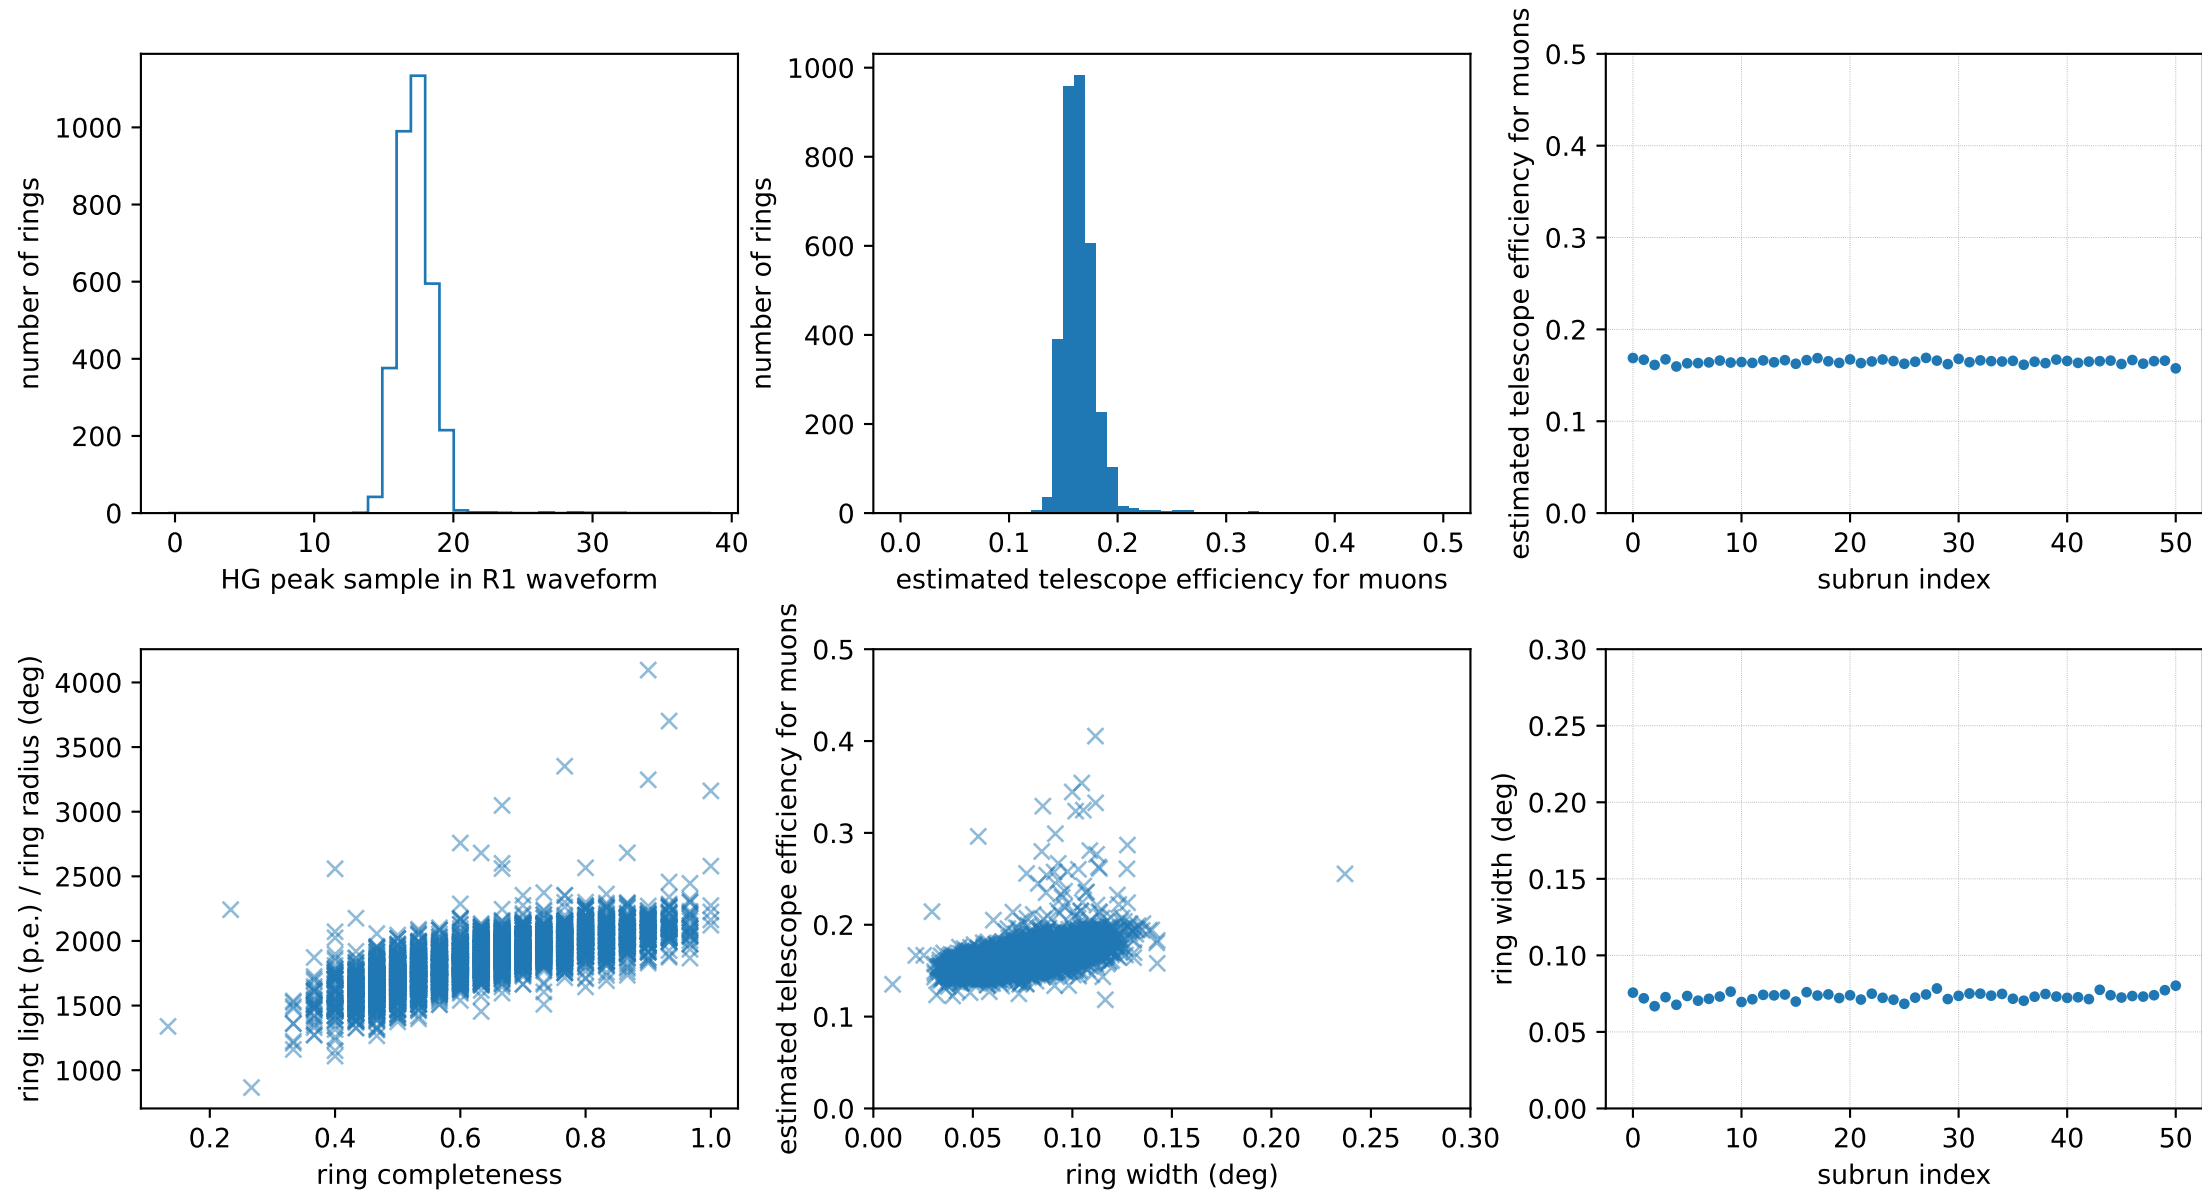 number of rings
1000
800
600
400
200
0
0 10 20 30 40
HG peak sample in R1 waveform
number of rings
1000
800
600
400
200
0
0.0 0.1 0.2 0.3 0.4 0.5
estimated telescope efficiency for muons
estimated telescope efficiency for muons
0.5
0.4
0.3
0.2
0.1
0.0
0 10 20 30 40 50
subrun index
ring light (p.e.) / ring radius (deg)
4000
3500
3000
2500
2000
1500
1000
0.2 0.4 0.6 0.8 1.0
ring completeness
estimated telescope efficiency for muons
0.5
0.4
0.3
0.2
0.1
0.0
0.00 0.05 0.10 0.15 0.20 0.25 0.30
ring width (deg)
ring width (deg)
0.30
0.25
0.20
0.15
0.10
0.05
0.00
0 10 20 30 40 50
subrun index